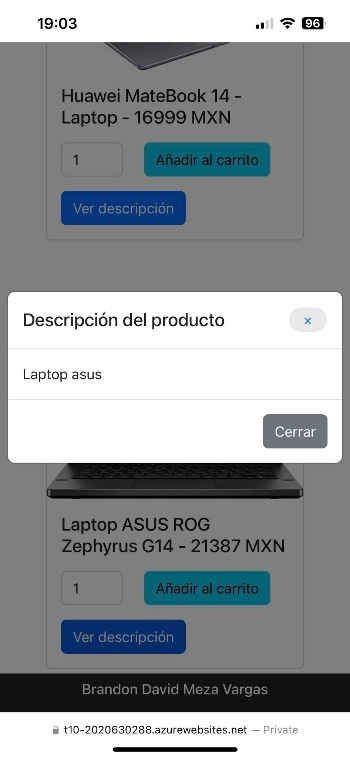 19:03
96
Huawei MateBook 14 -
Laptop - 16999 MXN
1
Añadir al carrito
Ver descripción
Descripción del producto
×
Laptop asus
Cerrar
Laptop ASUS ROG
Zephyrus G14 - 21387 MXN
1
Añadir al carrito
Ver descripción
Brandon David Meza Vargas
t10-2020630288.azurewebsites.net — Private